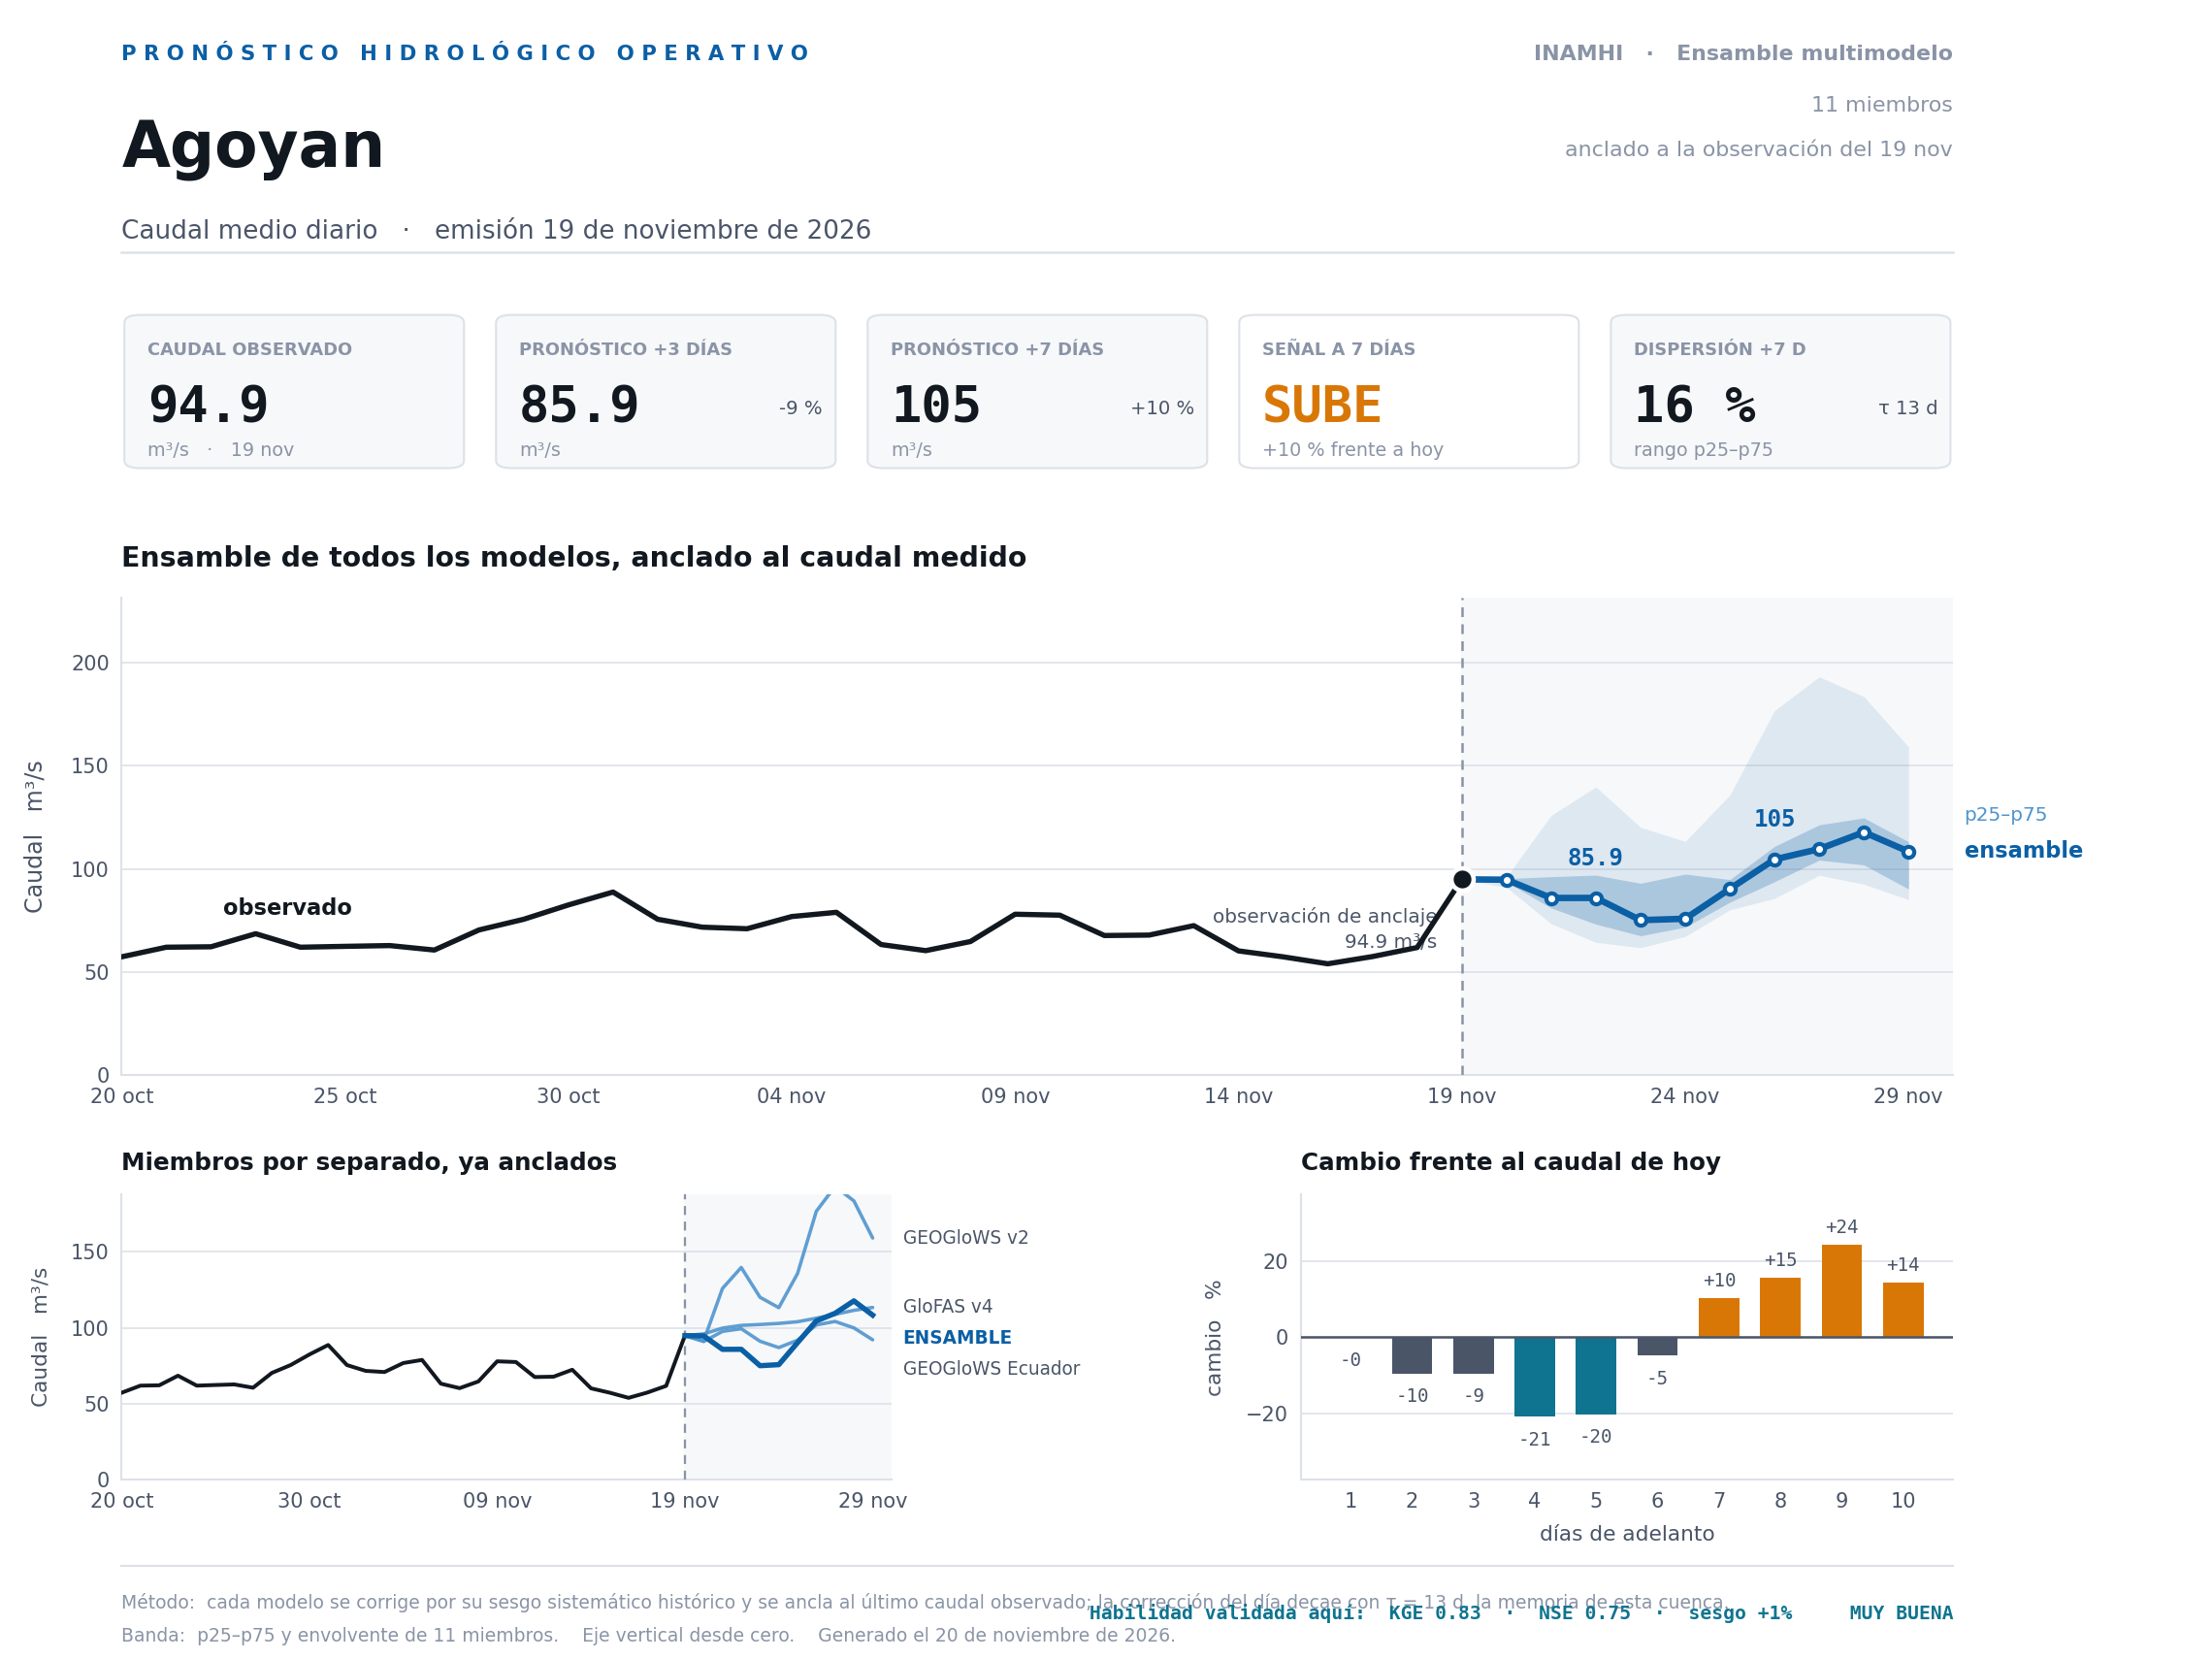 PRONÓSTICO HIDROLÓGICO OPERATIVO
INAMHI · Ensamble multimodelo
11 miembros
Agoyan
anclado a la observación del 19 nov
Caudal medio diario · emisión 19 de noviembre de 2026
CAUDAL OBSERVADO
94.9
m³/s · 19 nov
PRONÓSTICO +3 DÍAS
85.9
-9 %
m³/s
PRONÓSTICO +7 DÍAS
105
+10 %
m³/s
SEÑAL A 7 DÍAS
SUBE
+10 % frente a hoy
DISPERSIÓN +7 D
16 %
τ 13 d
rango p25–p75
Ensamble de todos los modelos, anclado al caudal medido
Caudal m³/s
200
150
100
50
0
observado
observación de anclaje
94.9 m³/s
85.9
105
p25–p75
ensamble
20 oct 25 oct 30 oct 04 nov 09 nov 14 nov 19 nov 24 nov 29 nov
Miembros por separado, ya anclados
Caudal m³/s
150
100
50
0
GEOGloWS v2
GloFAS v4
ENSAMBLE
GEOGloWS Ecuador
20 oct 30 oct 09 nov 19 nov 29 nov
Cambio frente al caudal de hoy
cambio %
20
0
−20
-0
-10
-9
-21
-20
-5
+10
+15
+24
+14
1 2 3 4 5 6 7 8 9 10
días de adelanto
Método: cada modelo se corrige por su sesgo sistemático histórico y se ancla al último caudal observado; la corrección del día decae con τ = 13 d, la memoria de esta cuenca.
Habilidad validada aquí: KGE 0.83 · NSE 0.75 · sesgo +1% MUY BUENA
Banda: p25–p75 y envolvente de 11 miembros. Eje vertical desde cero. Generado el 20 de noviembre de 2026.